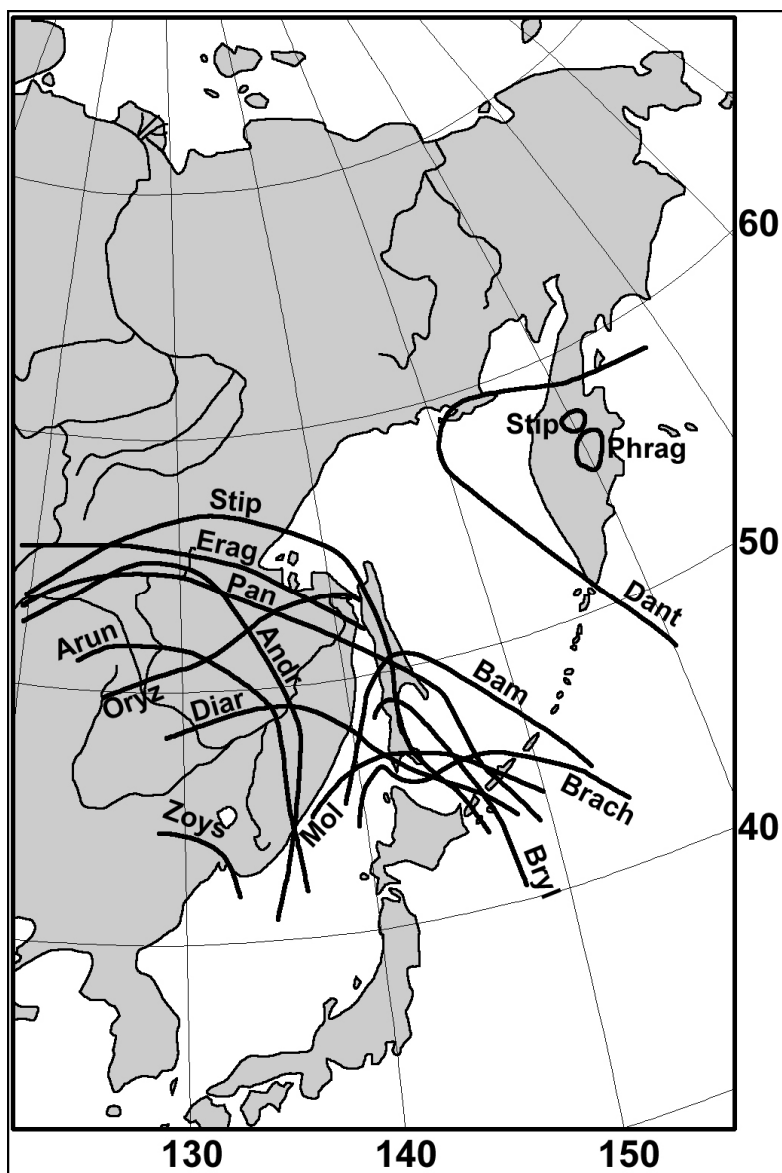 60
Stip
Phrag
Stip
50
Erag
Pan
Dant
Arun
Andr
Bam
Oryz
Diar
Brach
Zoys
Mol
40
Bryl
130
140
150